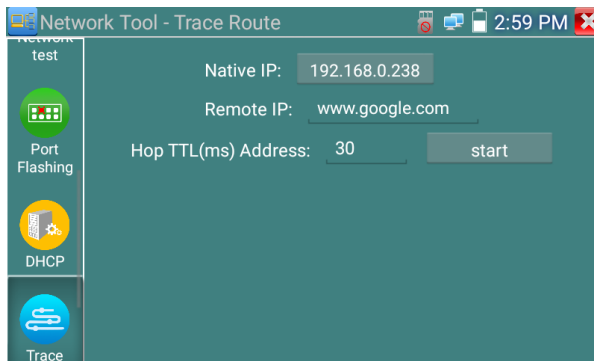 Network Tool - Trace Route
2:59 PM
Network
test
Port
Flashing
DHCP
Trace
Native IP: 192.168.0.238
Remote IP: www.google.com
Hop TTL(ms) Address: 30
start